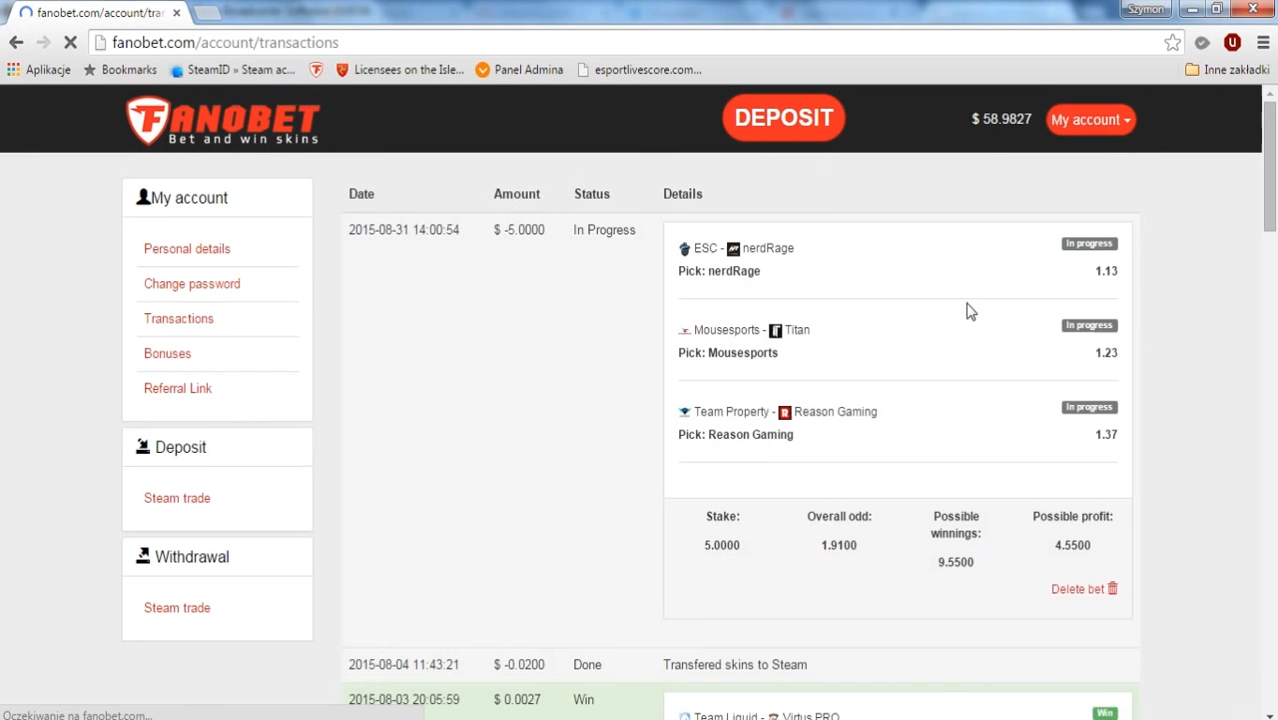 fanobet.com/account/tra
Szymon
fanobet.com/account/transactions
Aplikacje
Bookmarks
SteamID » Steam ac...
Licensees on the Isle...
Panel Admina
esportlivescore.com...
Inne zakładki
FANOBET
Bet and win skins
DEPOSIT
$ 58.9827
My account
My account
Personal details
Change password
Transactions
Bonuses
Referral Link
Deposit
Steam trade
Withdrawal
Steam trade
Date Amount Status Details
2015-08-31 14:00:54 $ -5.0000 In Progress
ESC - nerdRage In progress
Pick: nerdRage 1.13
Mousesports - Titan In progress
Pick: Mousesports 1.23
Team Property - Reason Gaming In progress
Pick: Reason Gaming 1.37
Stake: Overall odd: Possible winnings: Possible profit:
5.0000 1.9100 9.5500 4.5500
Delete bet
2015-08-04 11:43:21 $ -0.0200 Done Transfered skins to Steam
2015-08-03 20:05:59 $ 0.0027 Win
Team Liquid - Virtus PRO Win
Oczekiwanie na fanobet.com...